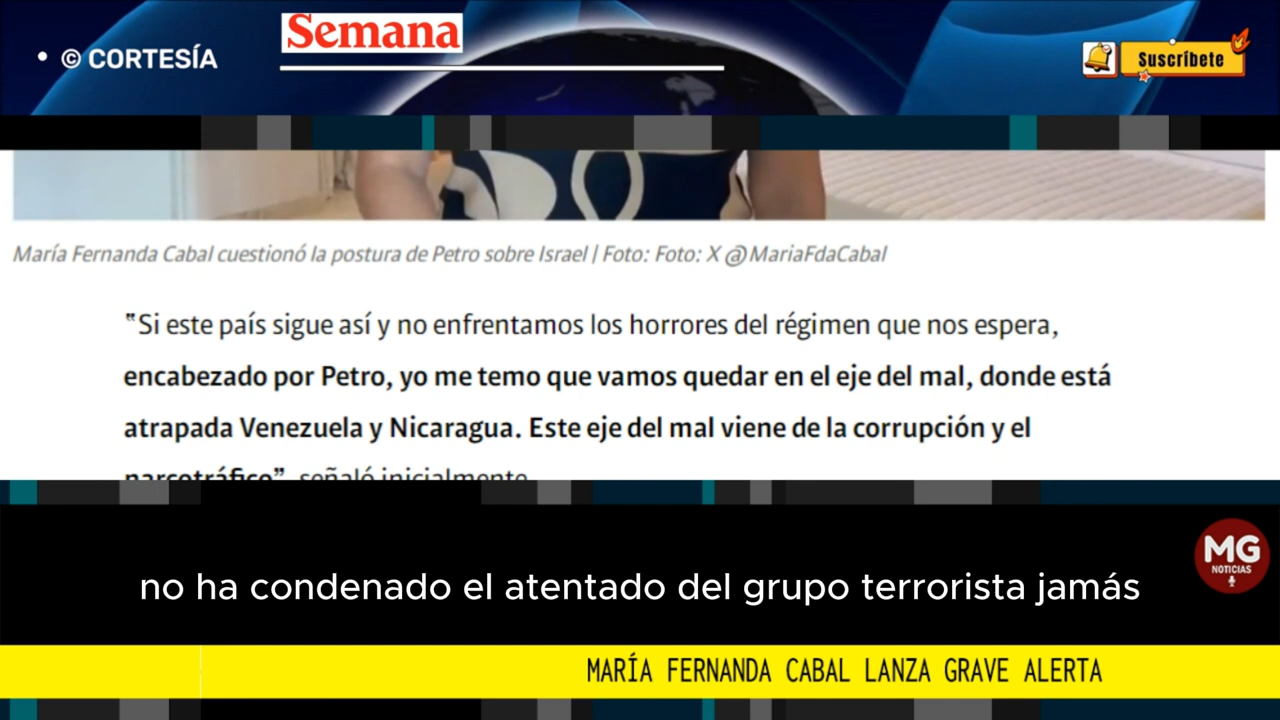 • © CORTESÍA
Semana
Suscríbete
María Fernanda Cabal cuestionó la postura de Petro sobre Israel | Foto: Foto: X @MariaFdaCabal
"Si este país sigue así y no enfrentamos los horrores del régimen que nos espera,
encabezado por Petro, yo me temo que vamos quedar en el eje del mal, donde está
atrapada Venezuela y Nicaragua. Este eje del mal viene de la corrupción y el
narcotráfico", señaló inicialmente
no ha condenado el atentado del grupo terrorista jamás
MG
NOTICIAS
MARÍA FERNANDA CABAL LANZA GRAVE ALERTA